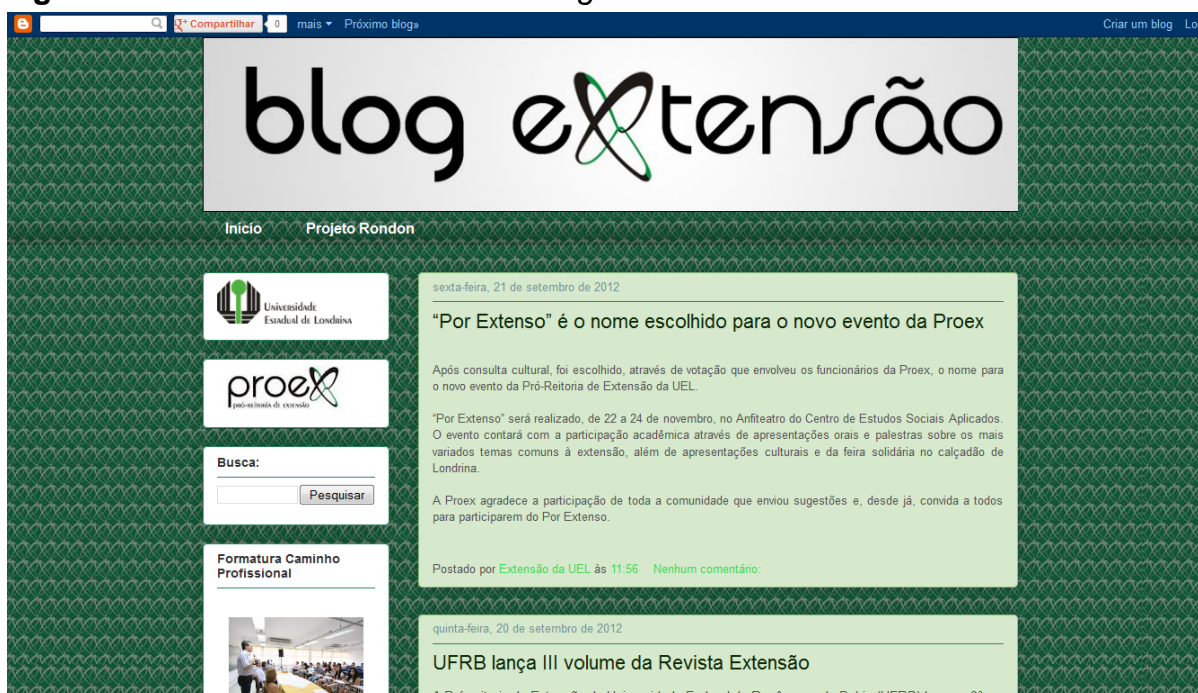 Compartilhar 0 mais Próximo blog» Criar um blog
blog extensão
Início Projeto Rondon
Universidade
Estadual de Londrina
proex
pró-reitoria de extensão
Busca:
Pesquisar
Formatura Caminho
Profissional
sexta-feira, 21 de setembro de 2012
“Por Extenso” é o nome escolhido para o novo evento da Proex
Após consulta cultural, foi escolhido, através de votação que envolveu os funcionários da Proex, o nome para
o novo evento da Pró-Reitoria de Extensão da UEL.
“Por Extenso” será realizado, de 22 a 24 de novembro, no Anfiteatro do Centro de Estudos Sociais Aplicados.
O evento contará com a participação acadêmica através de apresentações orais e palestras sobre os mais
variados temas comuns à extensão, além de apresentações culturais e da feira solidária no calçadão de
Londrina.
A Proex agradece a participação de toda a comunidade que enviou sugestões e, desde já, convida a todos
para participarem do Por Extenso.
Postado por Extensão da UEL às 11:56 Nenhum comentário:
quinta-feira, 20 de setembro de 2012
UFRB lança III volume da Revista Extensão